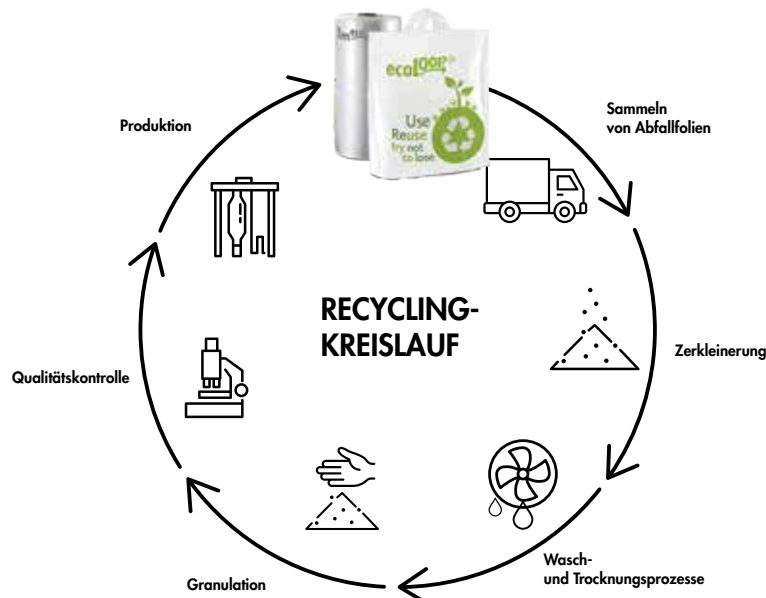 ecoLoop®
Use
Reuse
try not
to lose
Sammeln
von Abfallfolien
Zerkleinerung
Wasch-
und Trocknungsprozesse
Granulation
Qualitätskontrolle
Produktion
RECYCLING-
KREISLAUF